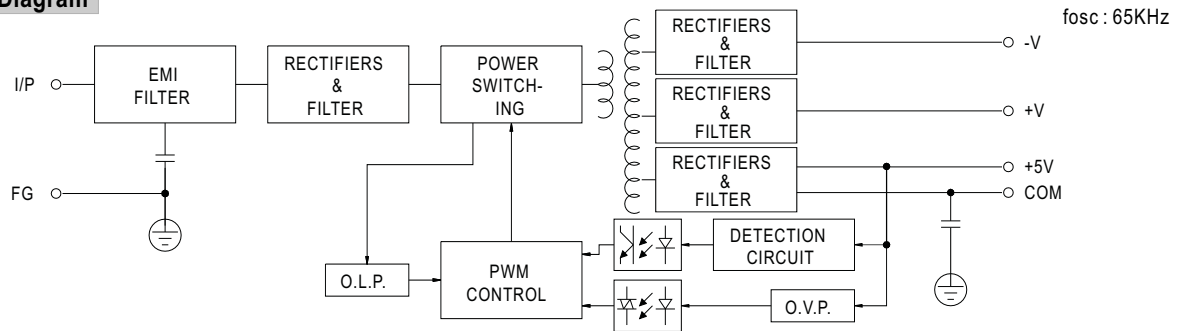 Diagram
fosc : 65KHz
I/P
EMI
FILTER
RECTIFIERS
&
FILTER
POWER
SWITCH-
ING
RECTIFIERS
&
FILTER
-V
RECTIFIERS
&
FILTER
+V
RECTIFIERS
&
FILTER
+5V
COM
FG
O.L.P.
PWM
CONTROL
DETECTION
CIRCUIT
O.V.P.